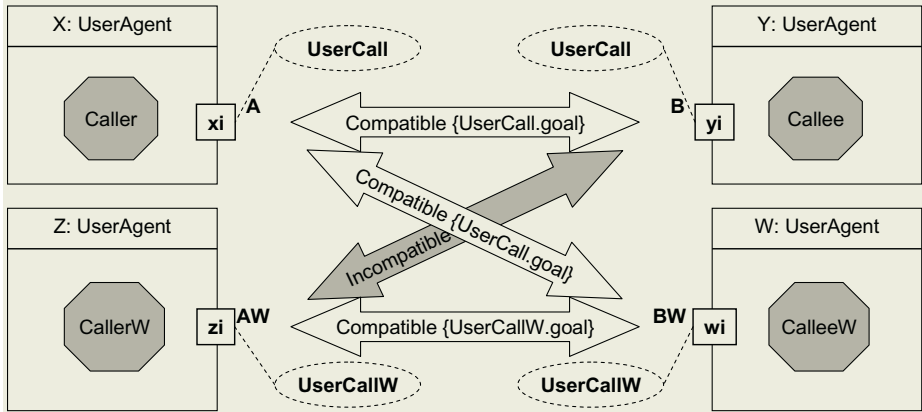 X: UserAgent
UserCall
UserCall
Y: UserAgent
Caller
xi
A
Compatible {UserCall.goal}
B
yi
Callee
Compatible {UserCall.goal}
Incompatible
Z: UserAgent
W: UserAgent
CallerW
zi
AW
Compatible {UserCallW.goal}
BW
wi
CalleeW
UserCallW
UserCallW